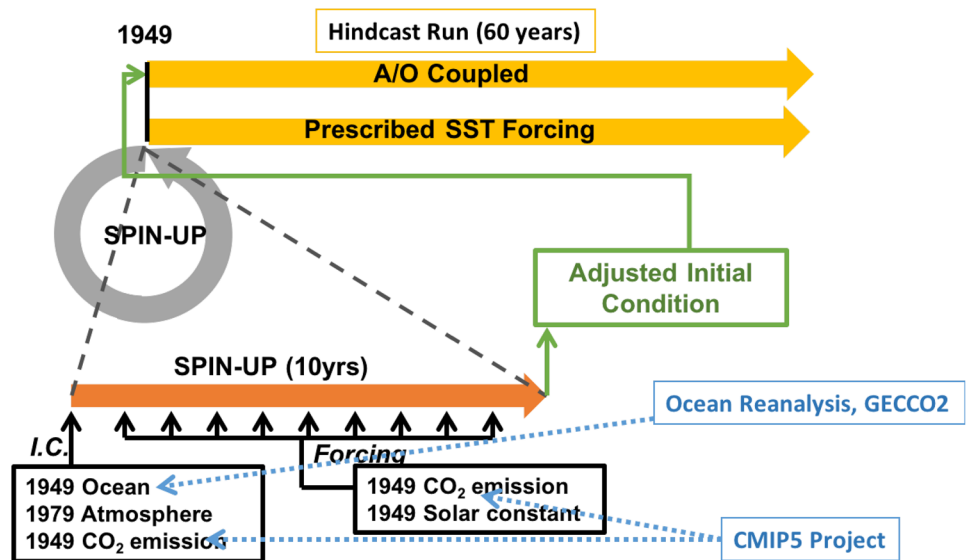 1949
Hindcast Run (60 years)
A/O Coupled
Prescribed SST Forcing
SPIN-UP
Adjusted Initial
Condition
SPIN-UP (10yrs)
Ocean Reanalysis, GECCO2
I.C.
Forcing
1949 Ocean
1979 Atmosphere
1949 CO₂ emission
1949 CO₂ emission
1949 Solar constant
CMIP5 Project